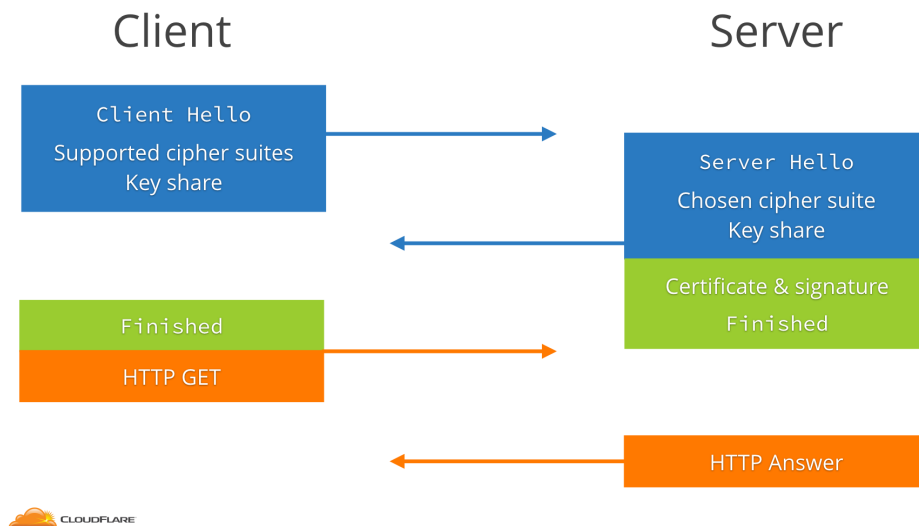 Client
Server
Client Hello
Supported cipher suites
Key share
Server Hello
Chosen cipher suite
Key share
Certificate & signature
Finished
Finished
HTTP GET
HTTP Answer
CLOUDFLARE